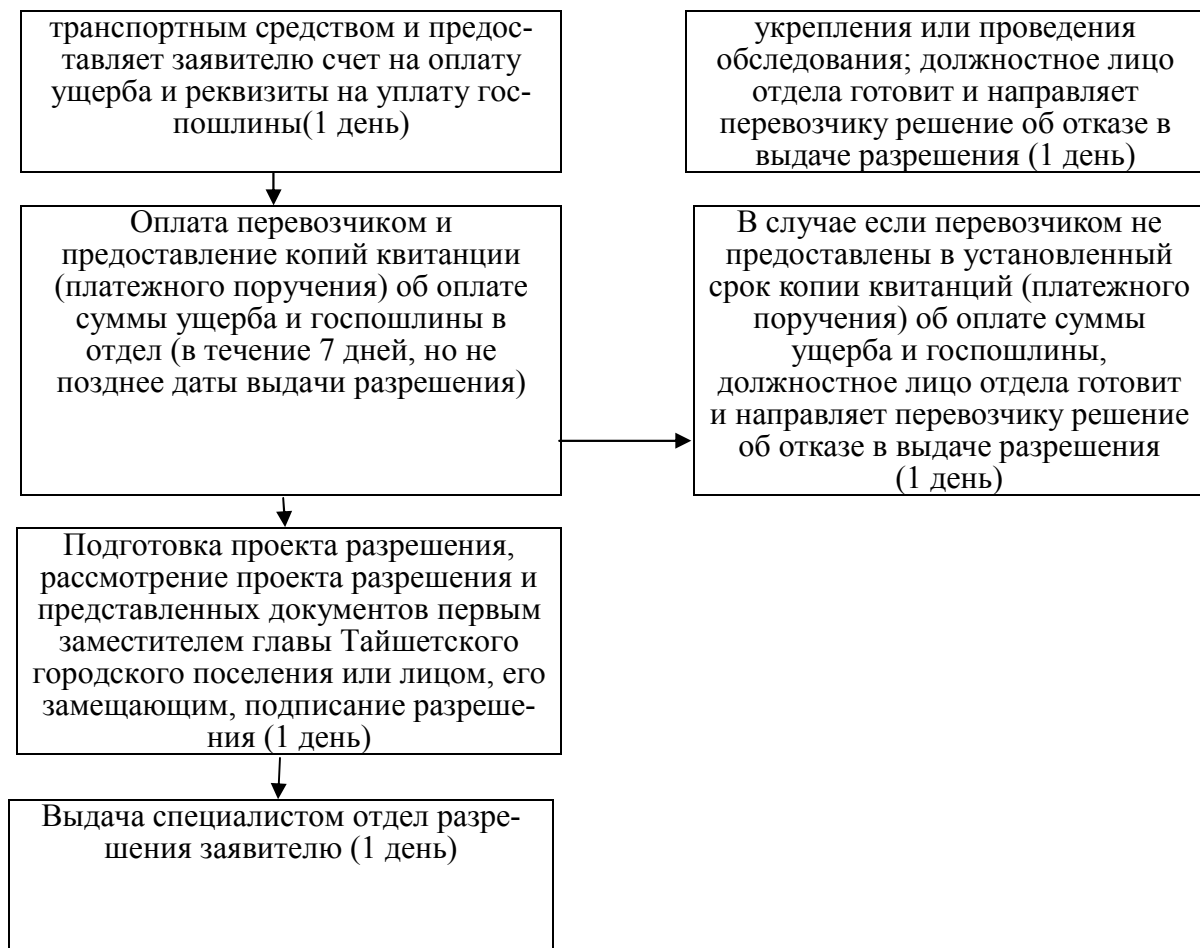 транспортным средством и предос-
тавляет заявителю счет на оплату
ущерба и реквизиты на уплату гос-
пошлины(1 день)
укрепления или проведения
обследования; должностное лицо
отдела готовит и направляет
перевозчику решение об отказе в
выдаче разрешения (1 день)
Оплата перевозчиком и
предоставление копий квитанции
(платежного поручения) об оплате
суммы ущерба и госпошлины в
отдел (в течение 7 дней, но не
позднее даты выдачи разрешения)
В случае если перевозчиком не
предоставлены в установленный
срок копии квитанций (платежного
поручения) об оплате суммы
ущерба и госпошлины,
должностное лицо отдела готовит
и направляет перевозчику решение
об отказе в выдаче разрешения
(1 день)
Подготовка проекта разрешения,
рассмотрение проекта разрешения и
представленных документов первым
заместителем главы Тайшетского
городского поселения или лицом, его
замещающим, подписание разреше-
ния (1 день)
Выдача специалистом отдел разре-
шения заявителю (1 день)